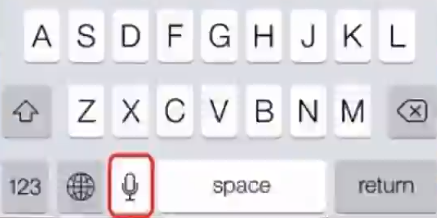 A S D F G H J K L
Z X C V B N M
123 space return